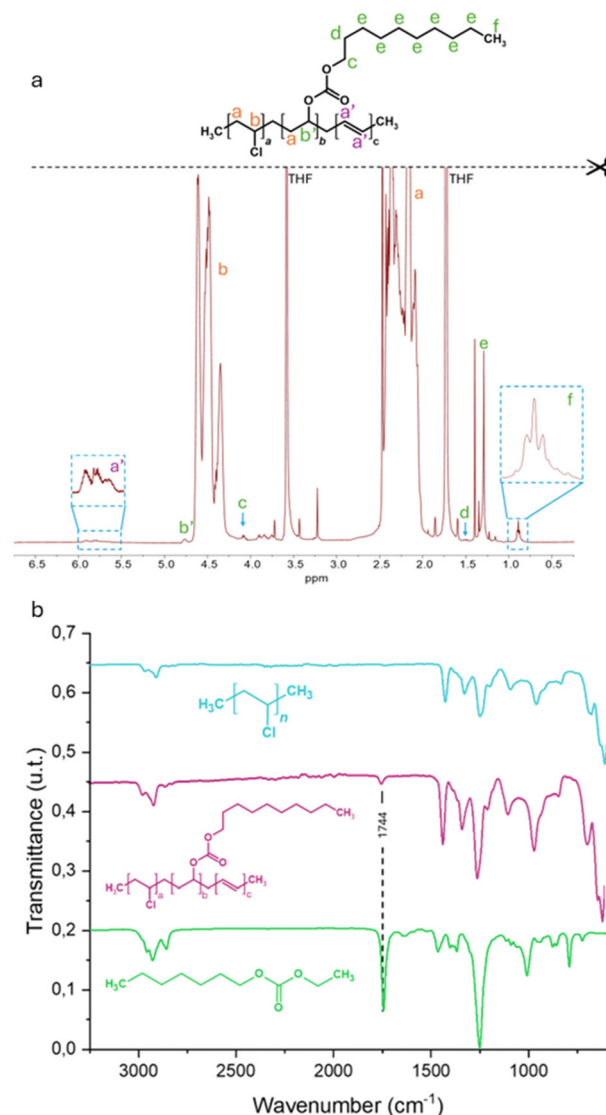 a
e e e e
d
f
CH₃
e e e e
c
O
O O
a b a a'
H₃C CH₃
a b b' b a' c
Cl
THF THF
a
b
e
f
a'
b' c d
6.5 6.0 5.5 5.0 4.5 4.0 3.5 3.0 2.5 2.0 1.5 1.0 0.5
ppm
b
0,7
0,6
0,5
0,4
0,3
0,2
0,1
0,0
Transmittance (u.t.)
H₃C CH₃
n
Cl
1744
CH₃
O O
O
H₃C CH₃
a b c
Cl
H₃C O O CH₃
O
3000 2500 2000 1500 1000
Wavenumber (cm⁻¹)